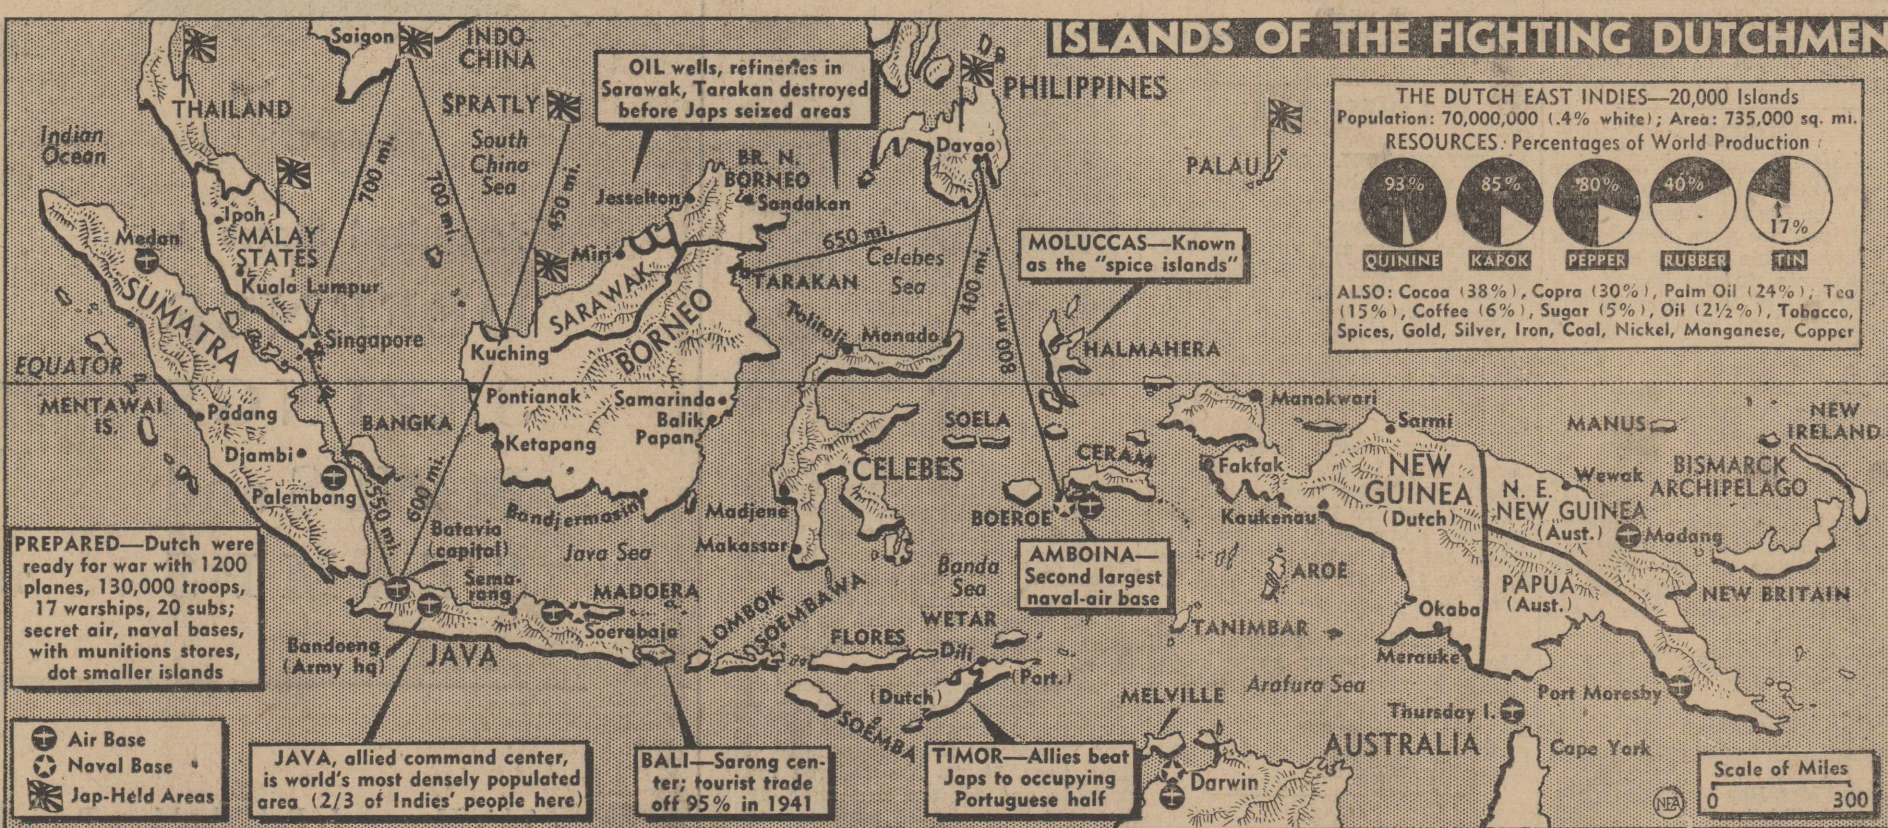 ISLANDS OF THE FIGHTING DUTCHMEN
THE DUTCH EAST INDIES—20,000 Islands
Population: 70,000,000 (.4% white); Area: 735,000 sq. mi.
RESOURCES: Percentages of World Production
93%
85%
80%
40%
17%
QUININE
KAPOK
PEPPER
RUBBER
TIN
ALSO: Cocoa (38%), Copra (30%), Palm Oil (24%), Tea
(15%), Coffee (6%), Sugar (5%), Oil (2½%), Tobacco,
Spices, Gold, Silver, Iron, Coal, Nickel, Manganese, Copper
Saigon
INDO-
CHINA
THAILAND
SPRATLY
Indian
Ocean
South
China
Sea
OIL wells, refineries in
Sarawak, Tarakan destroyed
before Japs seized areas
PHILIPPINES
Davao
PALAU
700 mi.
700 mi.
450 mi.
BR. N.
BORNEO
Jesselton
Sandakan
Ipoh
MALAY
STATES
Kuala Lumpur
Medan
SUMATRA
Miri
SARAWAK
BORNEO
650 mi.
TARAKAN
Celebes
Sea
400 mi.
800 mi.
MOLUCCAS—Known
as the "spice islands"
Singapore
Kuching
Tolitoli
Monado
HALMAHERA
EQUATOR
MENTAWAI
IS.
Padang
BANGKA
Pontianak
Samarinda
Balik
Papan
Ketapang
Djambi
Palembang
550 mi.
600 mi.
Bandjermasin
SOELA
CELEBES
CERAM
Manokwari
Sarmi
MANUS
NEW
IRELAND
Fakfak
NEW
GUINEA
(Dutch)
Wewak
N. E.
NEW GUINEA
(Aust.)
BISMARCK
ARCHIPELAGO
Madjene
Makassar
BOEROE
Kaukenau
Madang
PREPARED—Dutch were
ready for war with 1200
planes, 130,000 troops,
17 warships, 20 subs;
secret air, naval bases,
with munitions stores,
dot smaller islands
Batavia
(capital)
Java Sea
Sema-
rang
MADOERA
Soerabaja
Bandoeng
(Army hq)
JAVA
LOMBOK
SOEMBAWA
Banda
Sea
WETAR
FLORES
Dili
(Port.)
(Dutch)
SOEMBA
AMBOINA—
Second largest
naval-air base
AROE
TANIMBAR
PAPUA
(Aust.)
NEW BRITAIN
Okaba
Merauke
Arafura Sea
MELVILLE
Port Moresby
Thursday I.
AUSTRALIA
Cape York
Darwin
Air Base
Naval Base
Jap-Held Areas
JAVA, allied command center,
is world's most densely populated
area (2/3 of Indies' people here)
BALI—Sarong cen-
ter; tourist trade
off 95% in 1941
TIMOR—Allies beat
Japs to occupying
Portuguese half
NEA
Scale of Miles
0 300